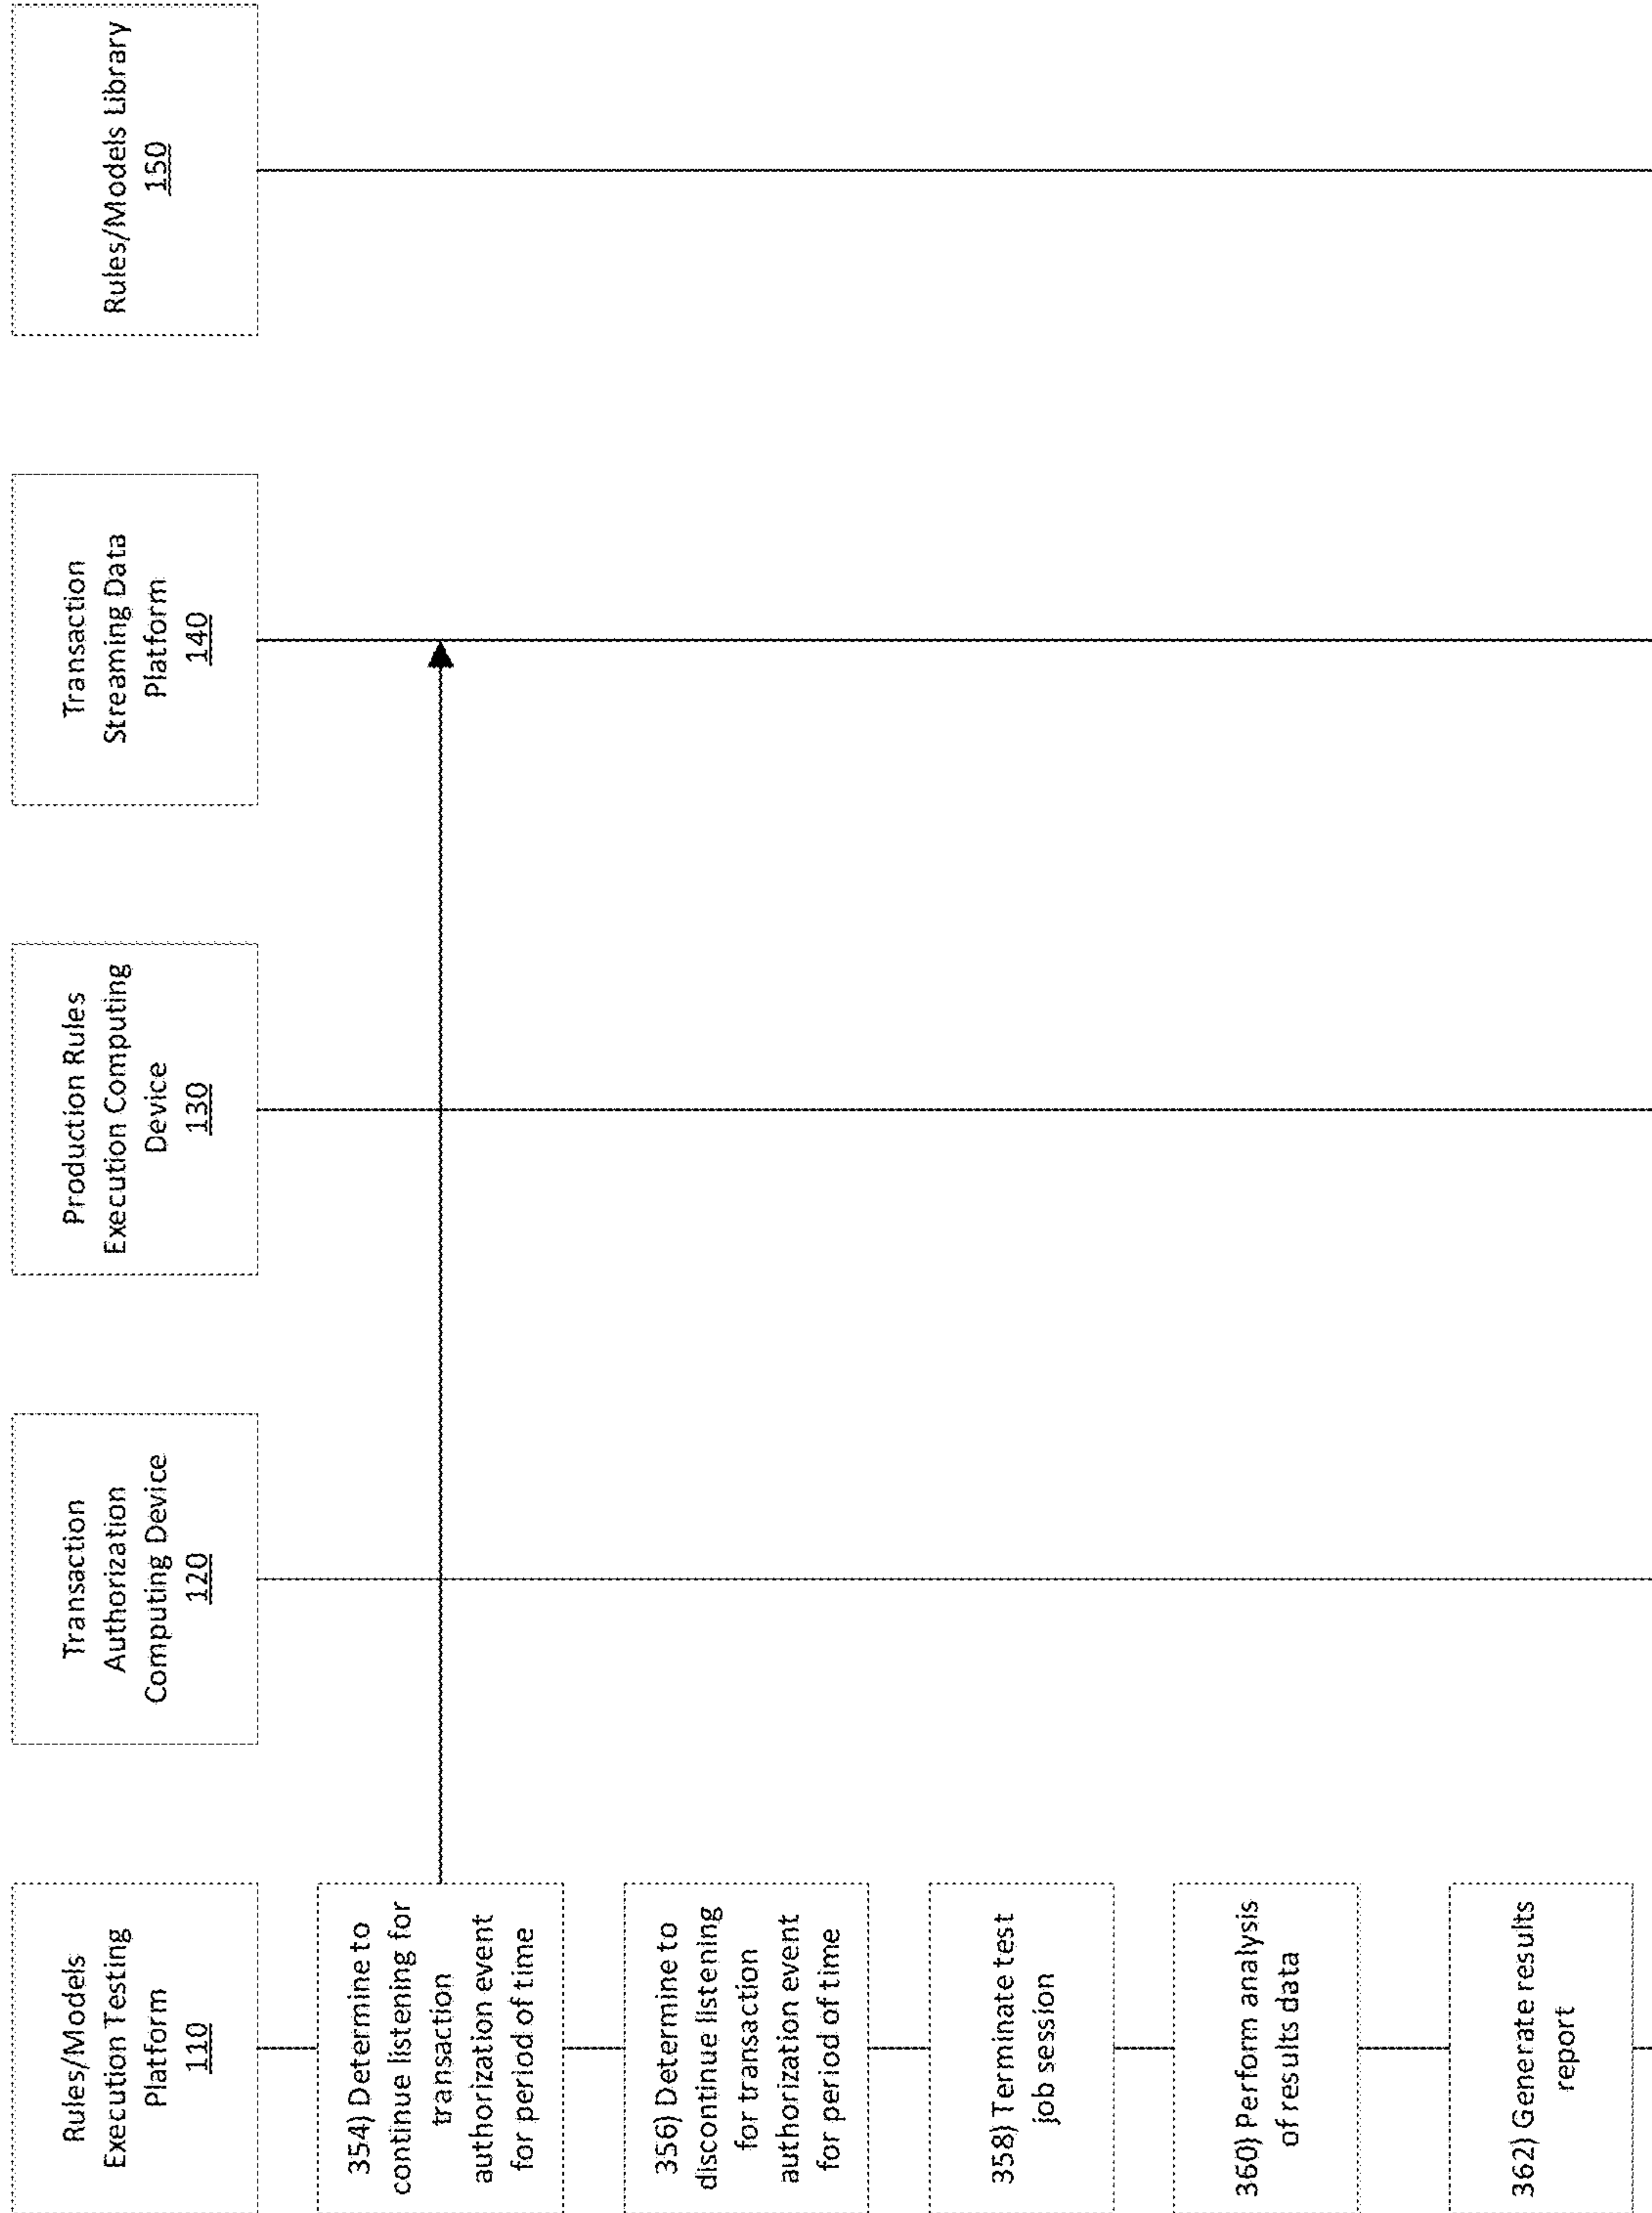 Rules/Models
Execution Testing
Platform
110
Transaction
Authorization
Computing Device
120
Production Rules
Execution Computing
Device
130
Transaction
Streaming Data
Platform
140
Rules/Models Library
150
354) Determine to
continue listening for
transaction
authorization event
for period of time
356) Determine to
discontinue listening
for transaction
authorization event
for period of time
358) Terminate test
job session
360) Perform analysis
of results data
362) Generate results
report